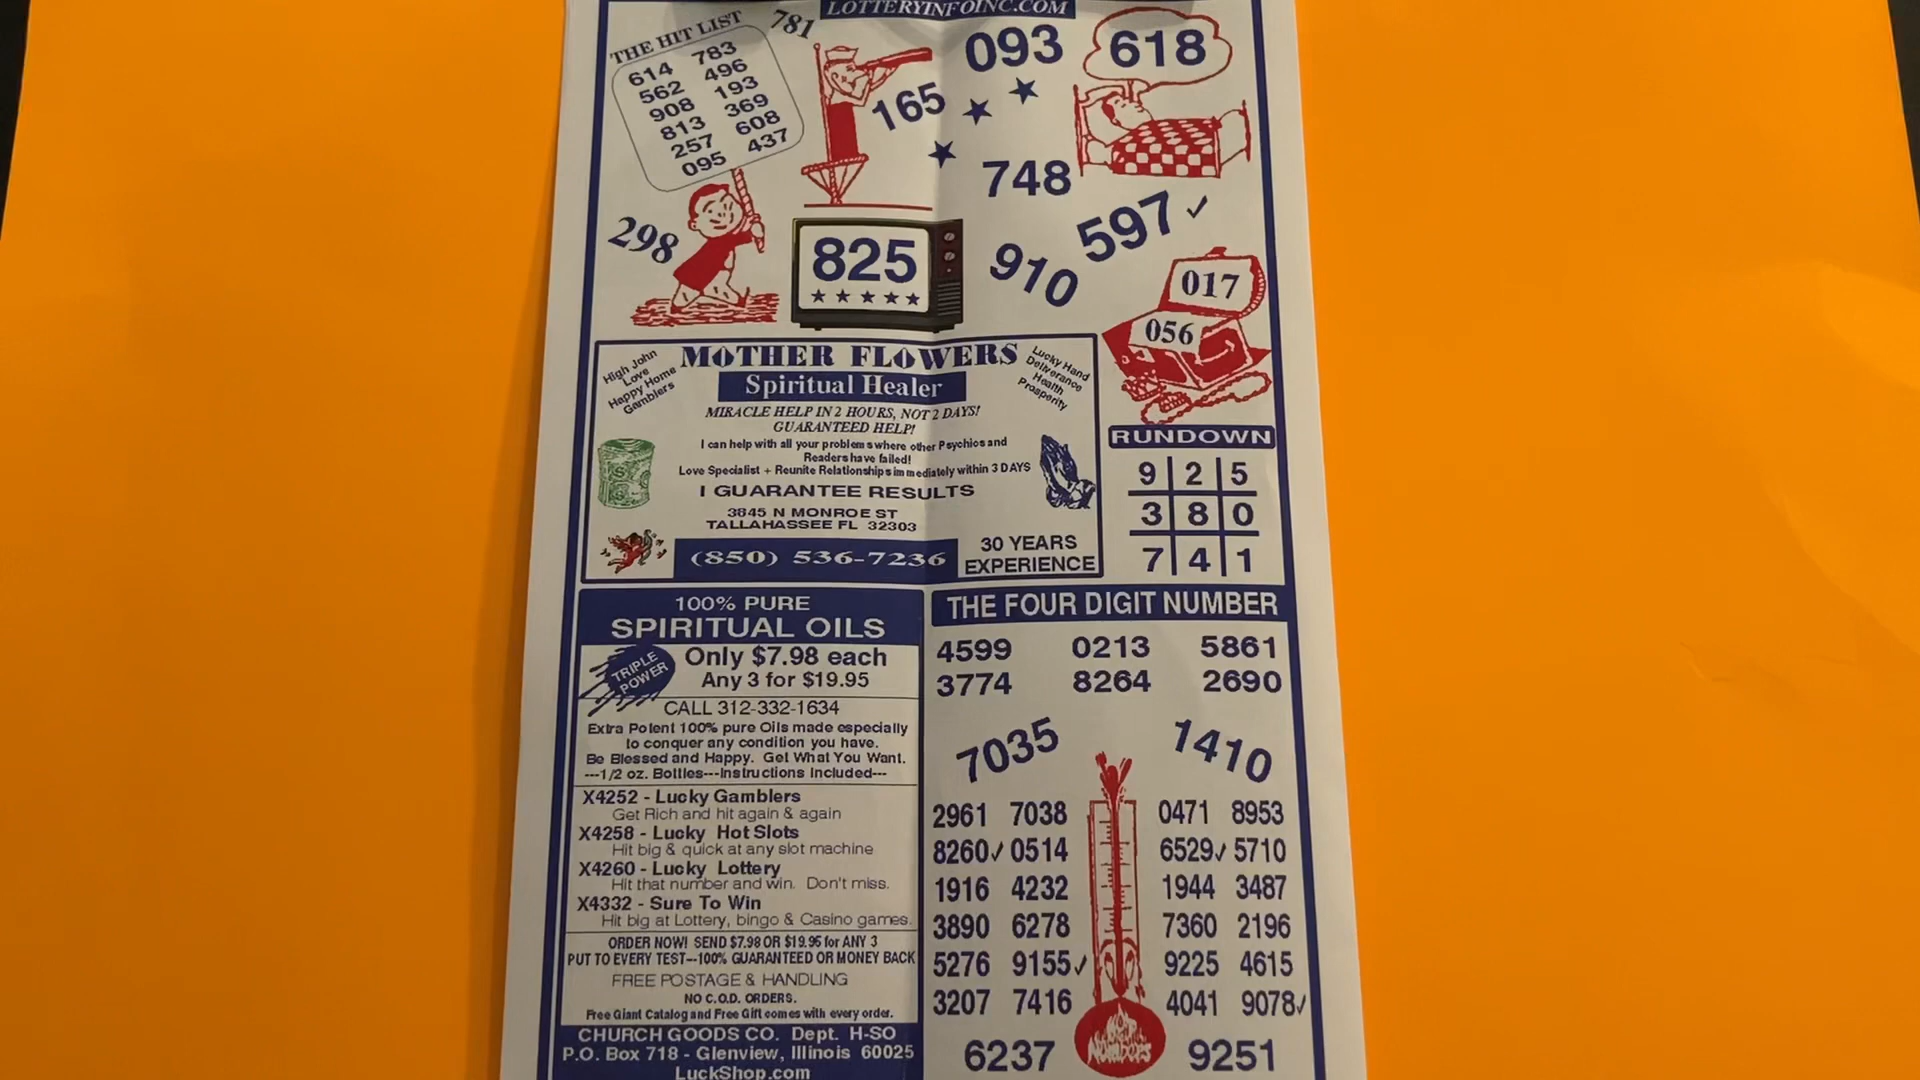 LOTTERYINFOINC.COM
THE HIT LIST
614 783
562 496
908 193
813 369
257 608
095 437
781
165
093
618
748
298
825
910
597✓
017
056
MOTHER FLOWERS
Spiritual Healer
High John
Love
Happy Home
Gamblers
Lucky Hand
Deliverance
Health
Prosperity
MIRACLE HELP IN 2 HOURS, NOT 2 DAYS!
GUARANTEED HELP!
I can help with all your problems where other Psychics and
Readers have failed!
Love Specialist + Reunite Relationships immediately within 3 DAYS
I GUARANTEE RESULTS
3845 N MONROE ST
TALLAHASSEE FL 32303
(850) 536-7236
30 YEARS
EXPERIENCE
RUNDOWN
9 2 5
3 8 0
7 4 1
100% PURE
SPIRITUAL OILS
TRIPLE
POWER
Only $7.98 each
Any 3 for $19.95
CALL 312-332-1634
Extra Potent 100% pure Oils made especially
to conquer any condition you have.
Be Blessed and Happy. Get What You Want.
---1/2 oz. Bottles---Instructions Included---
X4252 - Lucky Gamblers
Get Rich and hit again & again
X4258 - Lucky Hot Slots
Hit big & quick at any slot machine
X4260 - Lucky Lottery
Hit that number and win. Don't miss.
X4332 - Sure To Win
Hit big at Lottery, bingo & Casino games.
ORDER NOW! SEND $7.98 OR $19.95 for ANY 3
PUT TO EVERY TEST--100% GUARANTEED OR MONEY BACK
FREE POSTAGE & HANDLING
NO C.O.D. ORDERS.
Free Giant Catalog and Free Gift comes with every order.
CHURCH GOODS CO. Dept. H-SO
P.O. Box 718 - Glenview, Illinois 60025
LuckShop.com
THE FOUR DIGIT NUMBER
4599 0213 5861
3774 8264 2690
7035 1410
2961 7038 0471 8953
8260✓ 0514 6529✓ 5710
1916 4232 1944 3487
3890 6278 7360 2196
5276 9155✓ 9225 4615
3207 7416 4041 9078✓
6237 9251
HOT
Numbers